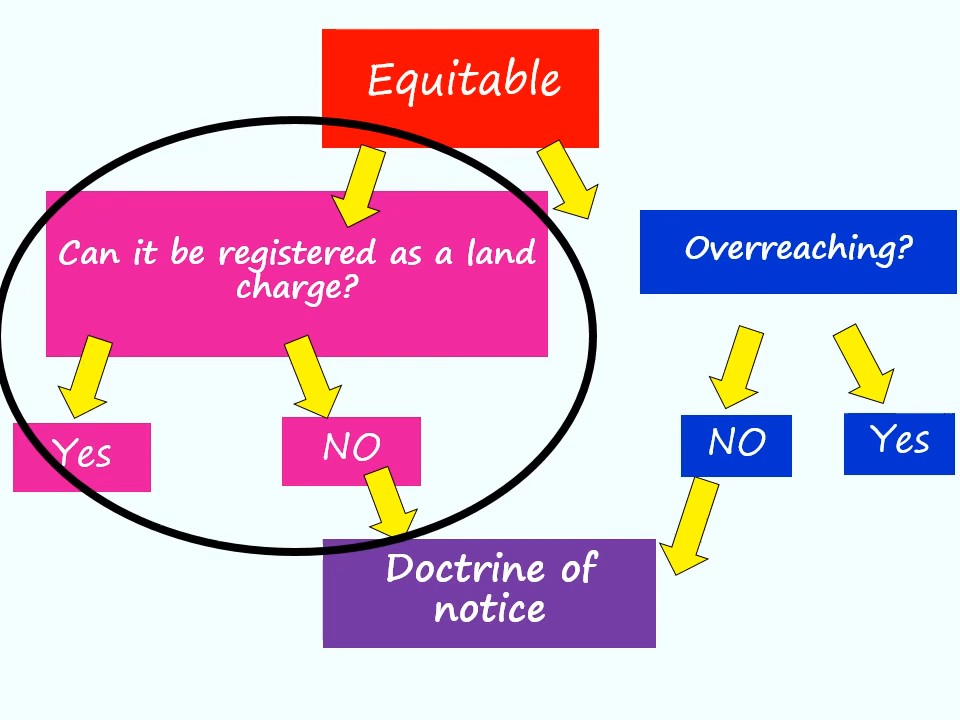 Equitable
Can it be registered as a land
charge?
Overreaching?
Yes
NO
NO
Yes
Doctrine of
notice